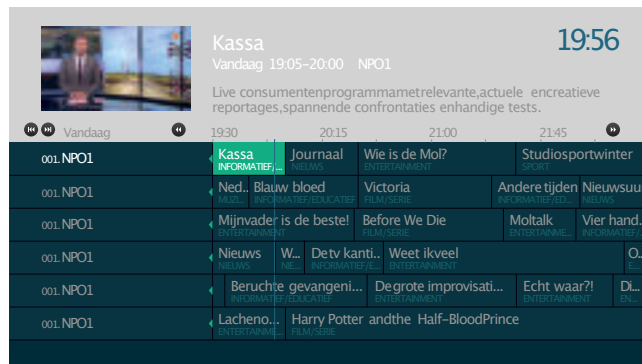 Kassa
19:56
Vandaag 19:05-20:00 NPO1
Live consumentenprogrammametrelevante,actuele encreatieve
reportages,spannende confrontaties enhandige tests.
Vandaag 19:30 20:15 21:00 21:45
001.NPO1 Kassa Journaal Wie is de Mol? Studiosportwinter
INFORMATIEF/... NIEUWS ENTERTAINMENT SPORT
001.NPO1 Ned.. Blauw bloed Victoria Andere tijden Nieuwsuu
MUZI... INFORMATIEF/EDUCATIEF FILM/SERIE INFORMATIEF/ED... NIEUWS
001.NPO1 Mijnvader is de beste! Before We Die Moltalk Vier hand.
ENTERTAINMENT FILM/SERIE ENTERTAINME... INFORMATIEF/...
001.NPO1 Nieuws W... Detv kanti.. Weet ikveel O..
NIEUWS NIE... INFORMATIEF/E... ENTERTAINMENT E...
001.NPO1 Beruchte gevangeni... Degrote improvisati... Echt waar?! Di...
INFORMATIEF/EDUCATIEF ENTERTAINMENT ENTERTAINMENT EN...
001.NPO1 Lacheno... Harry Potter andthe Half-BloodPrince
ENTERTAINME... FILM/SERIE